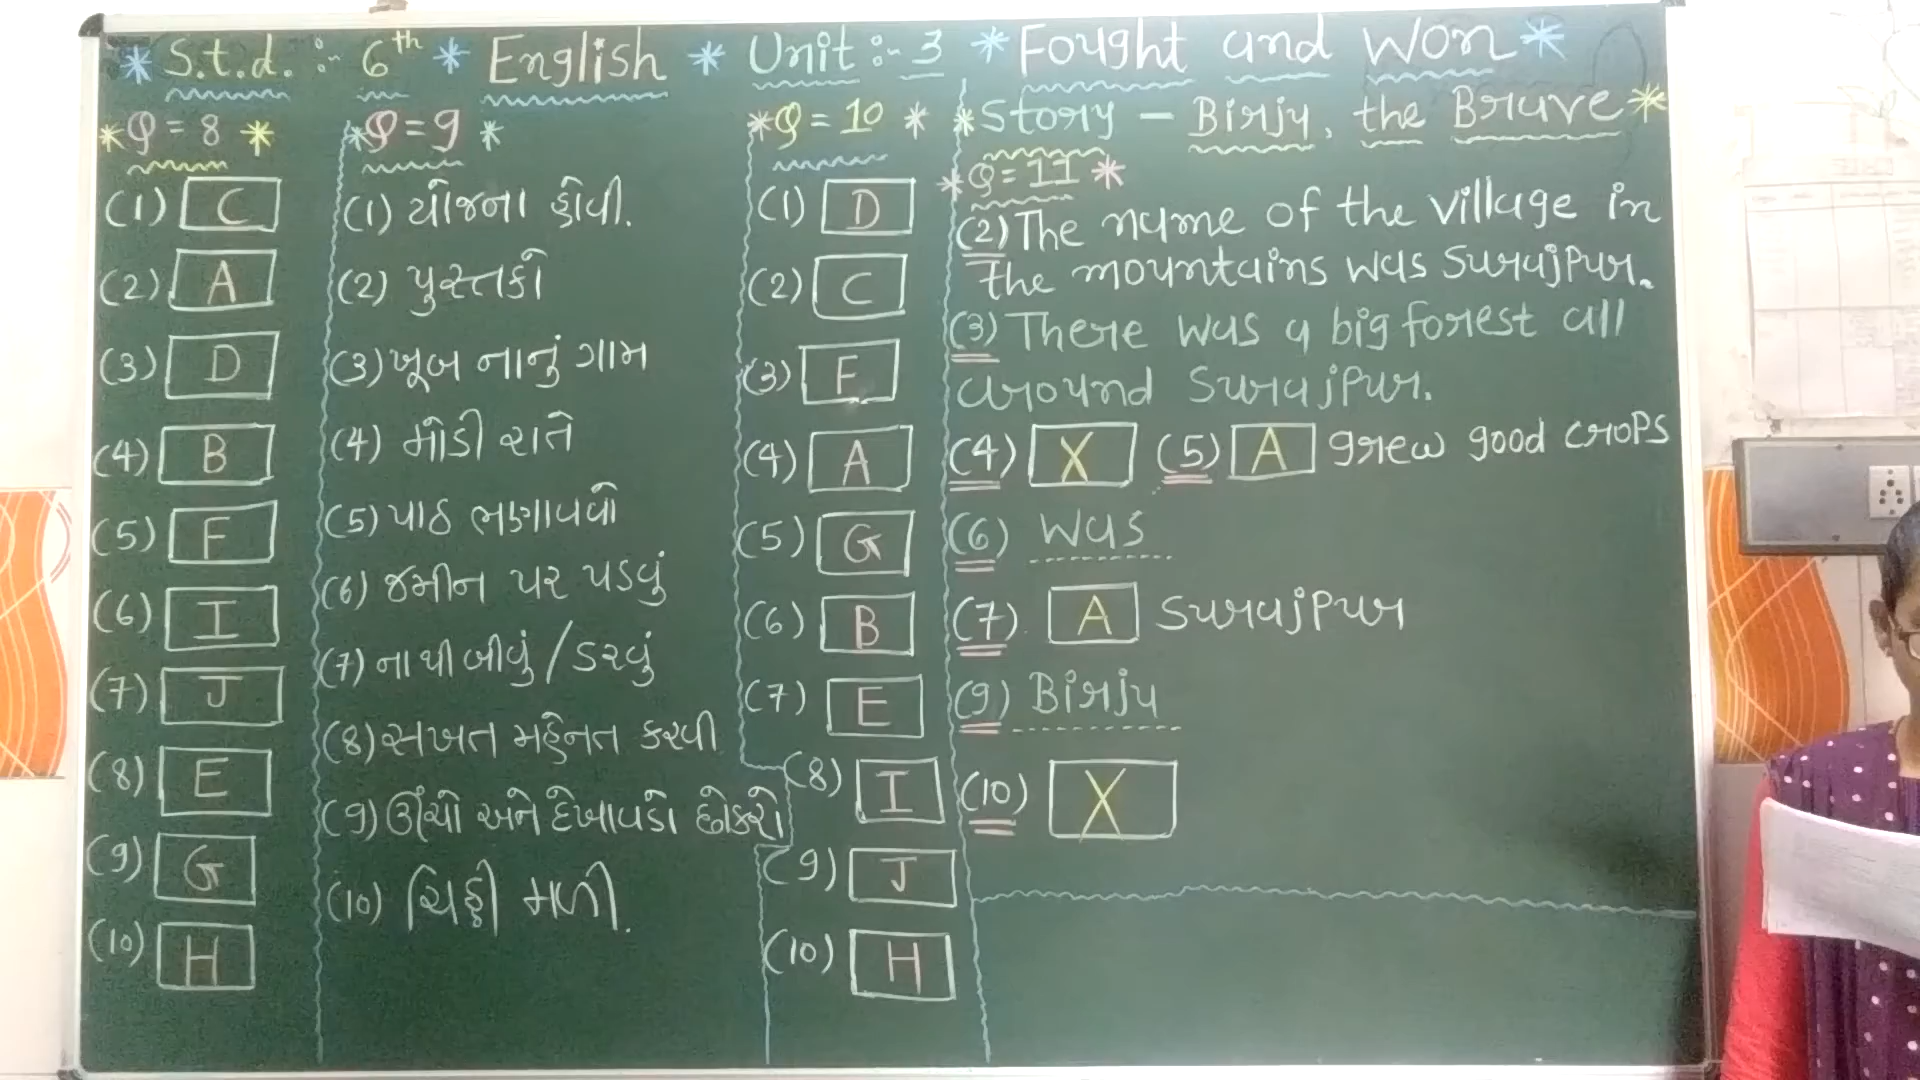 * S.t.d. :- 6th * English * Unit :- 3 * Fought and Won *
* Q = 8 *
(1) C
(2) A
(3) D
(4) B
(5) F
(6) I
(7) J
(8) E
(9) G
(10) H
* Q = 9 *
(1) યોજના હોવી.
(2) પુસ્તકો
(3) ખૂબ નાનું ગામ
(4) મોડી રાતે
(5) પાઠ ભણાવવો
(6) જમીન પર પડવું
(7) ના થી બીવું / ડરવું
(8) સખત મહેનત કરવી
(9) ઊંચો અને દેખાવડો છોકરો
(10) ચિઠ્ઠી મળી.
* Q = 10 *
(1) D
(2) C
(3) F
(4) A
(5) G
(6) B
(7) E
(8) I
(9) J
(10) H
* Story - Birju, the Brave *
* Q = 11 *
(2) The name of the village in
the mountains was Surajpur.
(3) There was a big forest all
around Surajpur.
(4) X (5) A grew good crops
(6) was
(7) A Surajpur
(9) Birju
(10) X